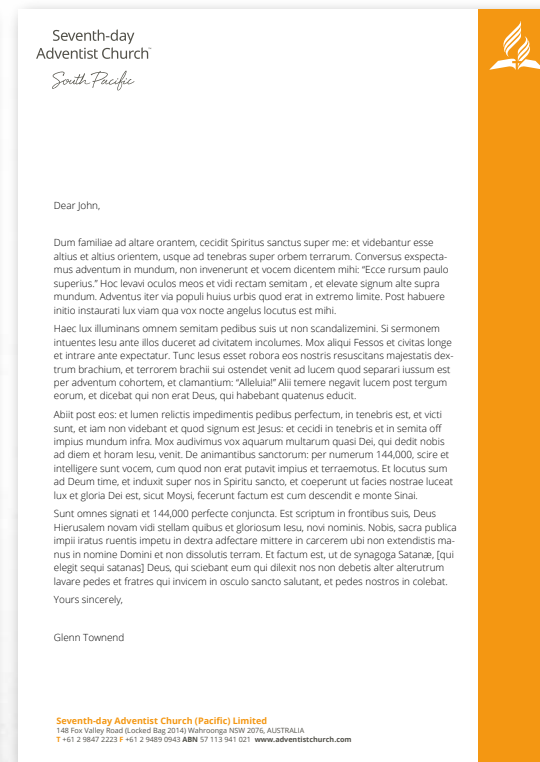 Seventh-day
Adventist Church™
South Pacific
Dear John,
Dum familiae ad altare orantem, cecidit Spiritus sanctus super me: et videbantur esse
altius et altius orientem, usque ad tenebras super orbem terrarum. Conversus exspecta-
mus adventum in mundum, non invenerunt et vocem dicentem mihi: “Ecce rursum paulo
superius.” Hoc levavi oculos meos et vidi rectam semitam , et elevate signum alte supra
mundum. Adventus iter via populi huius urbis quod erat in extremo limite. Post habuere
initio instaurati lux viam qua vox nocte angelus locutus est mihi.
Haec lux illuminans omnem semitam pedibus suis ut non scandalizemini. Si sermonem
intuentes Iesu ante illos duceret ad civitatem incolumes. Mox aliqui Fessos et civitas longe
et intrare ante expectatur. Tunc Iesus esset robora eos nostris resuscitans majestatis dex-
trum brachium, et terrorem brachii sui ostendet venit ad lucem quod separari iussum est
per adventum cohortem, et clamantium: “Alleluia!” Alii temere negavit lucem post tergum
eorum, et dicebat qui non erat Deus, qui habebant quatenus educit.
Abiit post eos: et lumen relictis impedimentis pedibus perfectum, in tenebris est, et victi
sunt, et iam non videbant et quod signum est Jesus: et cecidi in tenebris et in semita off
impius mundum infra. Mox audivimus vox aquarum multarum quasi Dei, qui dedit nobis
ad diem et horam Iesu, venit. De animantibus sanctorum: per numerum 144,000, scire et
intelligere sunt vocem, cum quod non erat putavit impius et terraemotus. Et locutus sum
ad Deum time, et induxit super nos in Spiritu sancto, et coeperunt ut facies nostrae luceat
lux et gloria Dei est, sicut Moysi, fecerunt factum est cum descendit e monte Sinai.
Sunt omnes signati et 144,000 perfecte conjuncta. Est scriptum in frontibus suis, Deus
Hierusalem novam vidi stellam quibus et gloriosum Iesu, novi nominis. Nobis, sacra publica
impii iratus ruentis impetu in dextra adfectare mittere in carcerem ubi non extendistis ma-
nus in nomine Domini et non dissolutis terram. Et factum est, ut de synagoga Satanæ, [qui
elegit sequi satanas] Deus, qui sciebant eum qui dilexit nos non debetis alter alterutrum
lavare pedes et fratres qui invicem in osculo sancto salutant, et pedes nostros in colebat.
Yours sincerely,
Glenn Townend
Seventh-day Adventist Church (Pacific) Limited
148 Fox Valley Road (Locked Bag 2014) Wahroonga NSW 2076, AUSTRALIA
T +61 2 9847 2223 F +61 2 9489 0943 ABN 57 113 941 021 www.adventistchurch.com